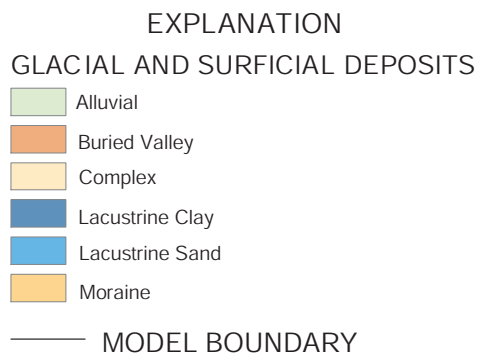 EXPLANATION
GLACIAL AND SURFICIAL DEPOSITS
Alluvial
Buried Valley
Complex
Lacustrine Clay
Lacustrine Sand
Moraine
MODEL BOUNDARY